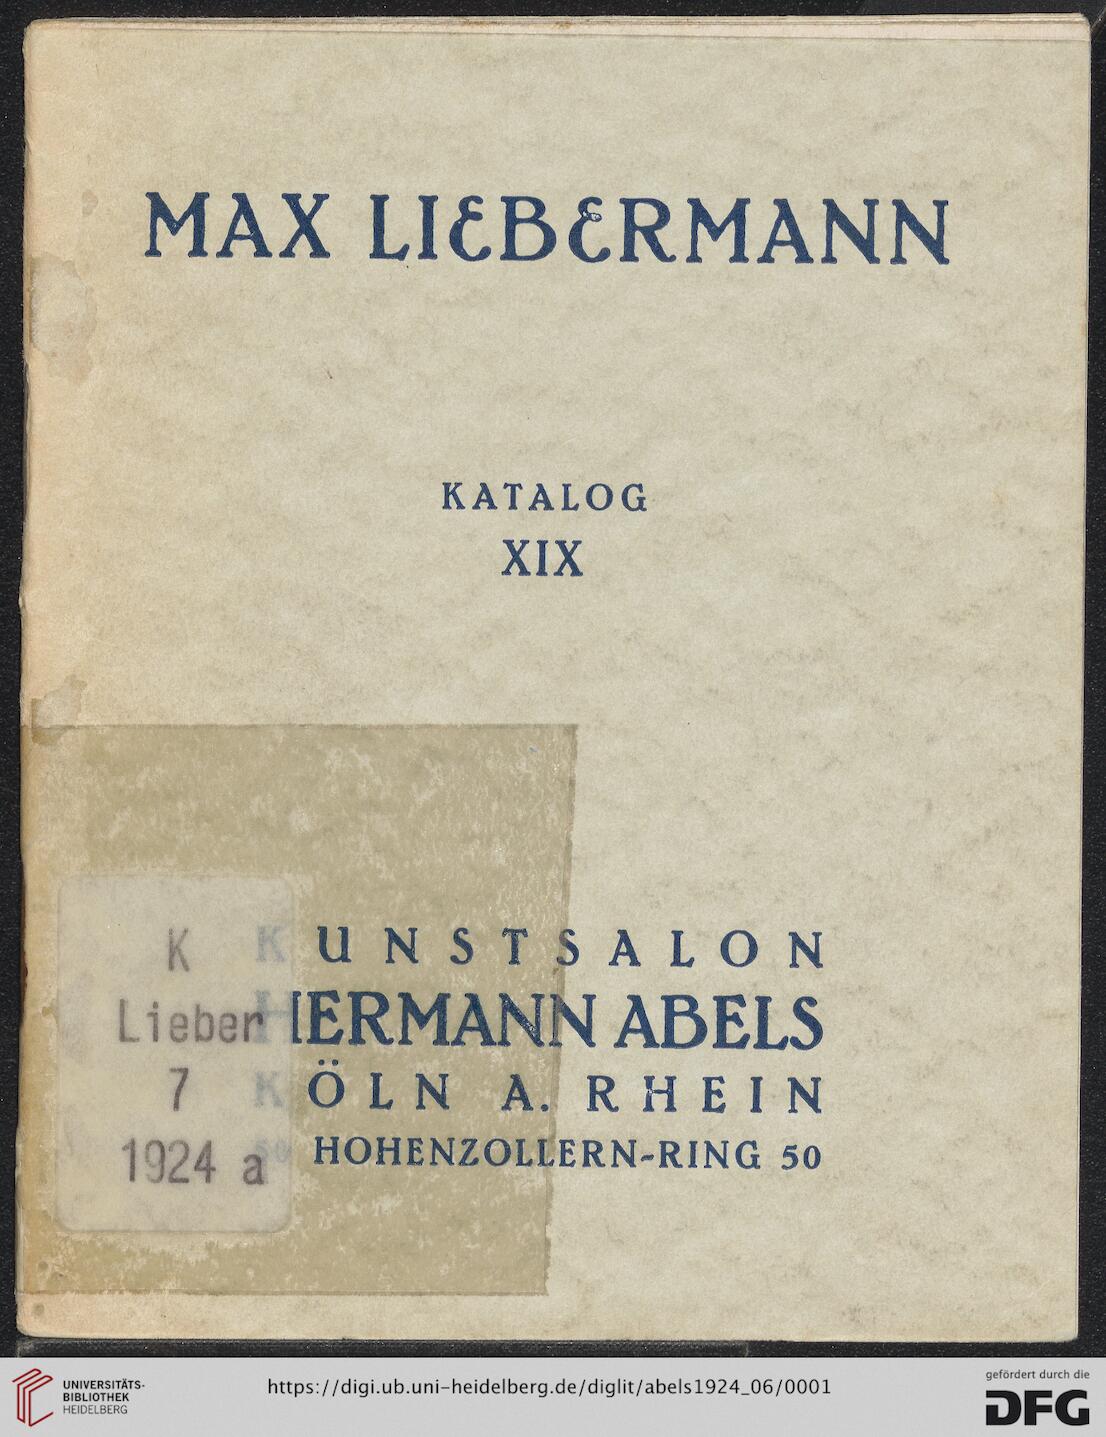 MAX LIEBERMANN
KATALOG
XIX
KUNSTSALON
HERMANN ABELS
KÖLN A. RHEIN
50 HOHENZOLLERN-RING 50
K
Lieber
7
1924 a
UNIVERSITÄTS-
BIBLIOTHEK
HEIDELBERG
https://digi.ub.uni-heidelberg.de/diglit/abels1924_06/0001
gefördert durch die
DFG